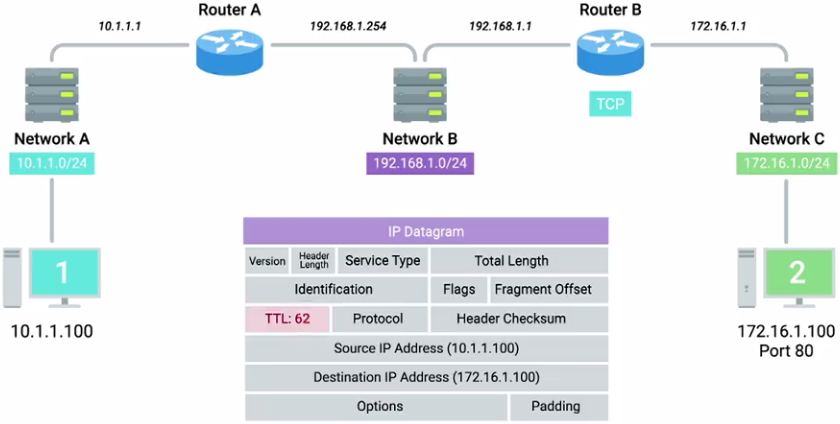 Router A
Router B
10.1.1.1
192.168.1.254
192.168.1.1
172.16.1.1
TCP
Network A
Network B
Network C
10.1.1.0/24
192.168.1.0/24
172.16.1.0/24
1
2
10.1.1.100
172.16.1.100
Port 80
IP Datagram
Version
Header
Length
Service Type
Total Length
Identification
Flags
Fragment Offset
TTL: 62
Protocol
Header Checksum
Source IP Address (10.1.1.100)
Destination IP Address (172.16.1.100)
Options
Padding